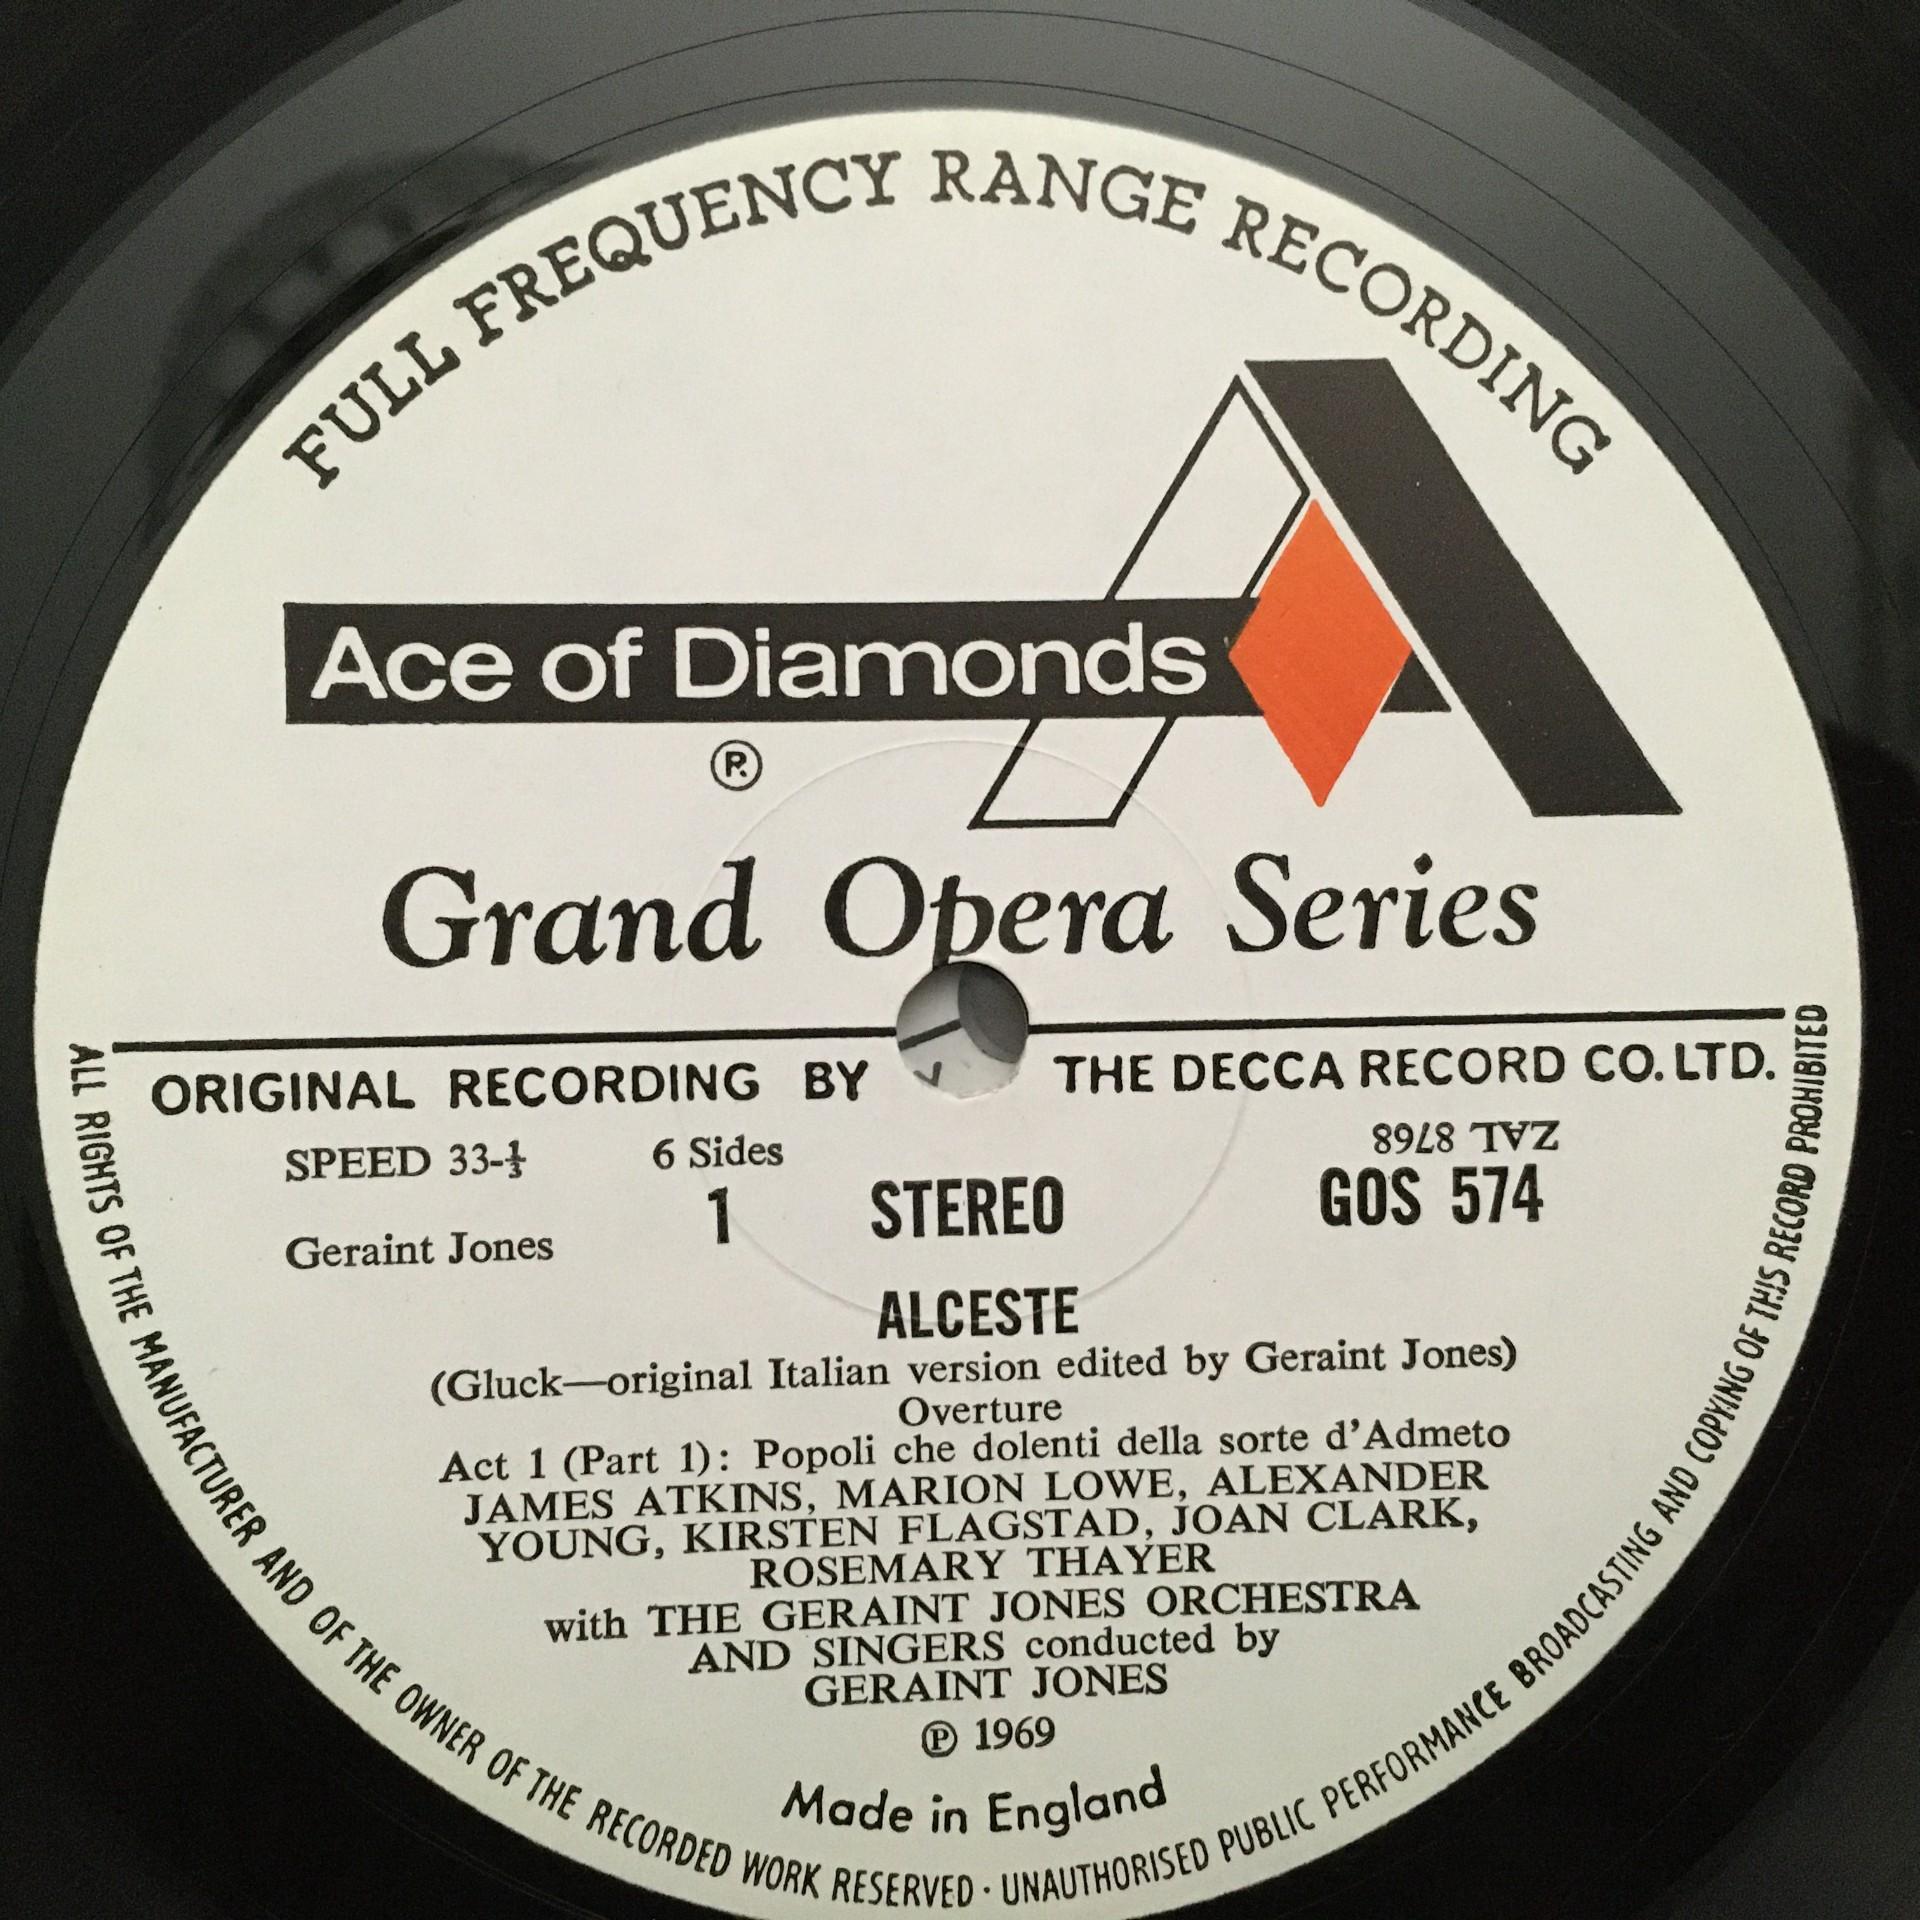 FULL FREQUENCY RANGE RECORDING
Ace of Diamonds
®
Grand Opera Series
ORIGINAL RECORDING BY THE DECCA RECORD CO. LTD.
SPEED 33-⅓
6 Sides
ZAL 8768
1
STEREO
GOS 574
Geraint Jones
ALCESTE
(Gluck—original Italian version edited by Geraint Jones)
Overture
Act 1 (Part 1): Popoli che dolenti della sorte d'Admeto
JAMES ATKINS, MARION LOWE, ALEXANDER
YOUNG, KIRSTEN FLAGSTAD, JOAN CLARK,
ROSEMARY THAYER
with THE GERAINT JONES ORCHESTRA
AND SINGERS conducted by
GERAINT JONES
℗ 1969
Made in England
ALL RIGHTS OF THE MANUFACTURER AND OF THE OWNER OF THE RECORDED WORK RESERVED · UNAUTHORISED PUBLIC PERFORMANCE BROADCASTING AND COPYING OF THIS RECORD PROHIBITED